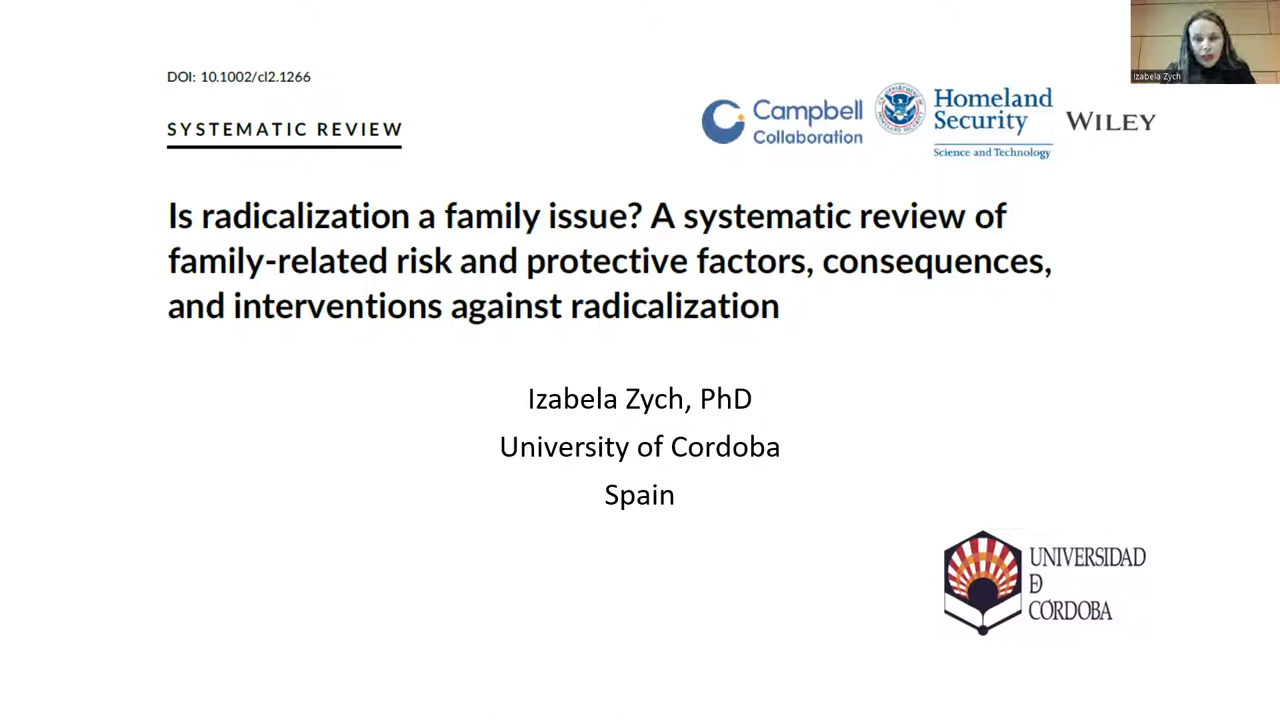 Izabela Zych
DOI: 10.1002/cl2.1266
SYSTEMATIC REVIEW
Campbell
Collaboration
Homeland
Security
Science and Technology
WILEY
Is radicalization a family issue? A systematic review of
family-related risk and protective factors, consequences,
and interventions against radicalization
Izabela Zych, PhD
University of Cordoba
Spain
UNIVERSIDAD
Ð
CÓRDOBA